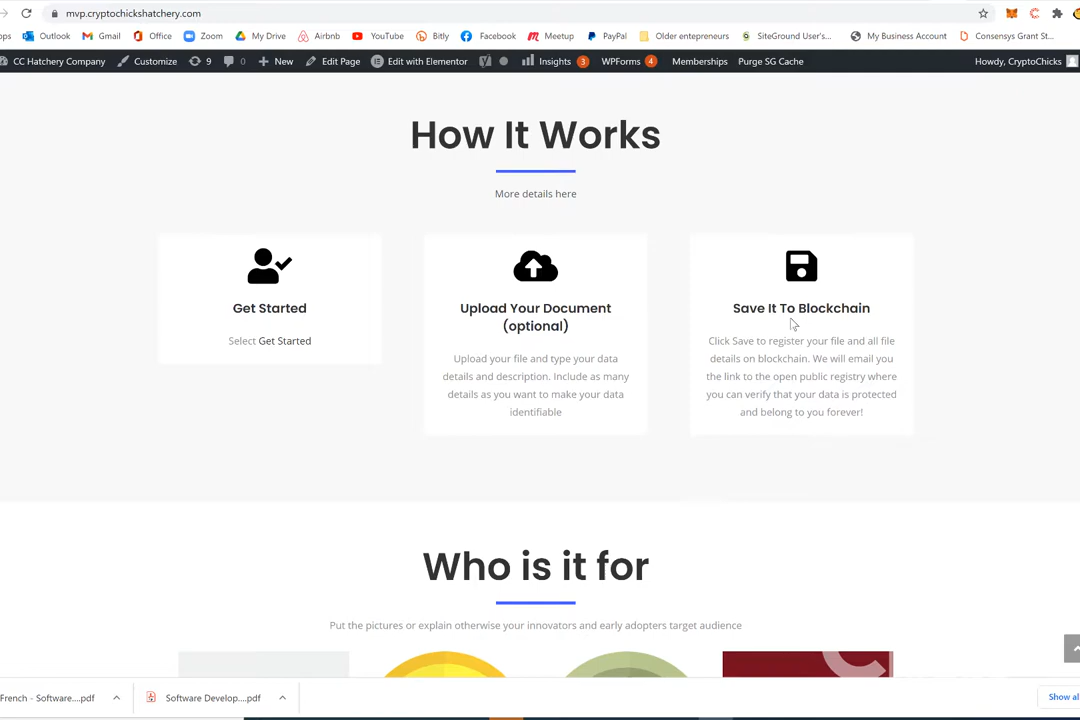 mvp.cryptochickshatchery.com
Outlook Gmail Office Zoom My Drive Airbnb YouTube Bitly Facebook Meetup PayPal Older entepreneurs SiteGround User's... My Business Account Consensys Grant St...
CC Hatchery Company Customize 9 0 New Edit Page Edit with Elementor Insights 3 WPForms 4 Memberships Purge SG Cache Howdy, CryptoChicks
How It Works
More details here
Get Started
Select Get Started
Upload Your Document
(optional)
Upload your file and type your data
details and description. Include as many
details as you want to make your data
identifiable
Save It To Blockchain
Click Save to register your file and all file
details on blockchain. We will email you
the link to the open public registry where
you can verify that your data is protected
and belong to you forever!
Who is it for
Put the pictures or explain otherwise your innovators and early adopters target audience
French - Software....pdf Software Develop....pdf Show al